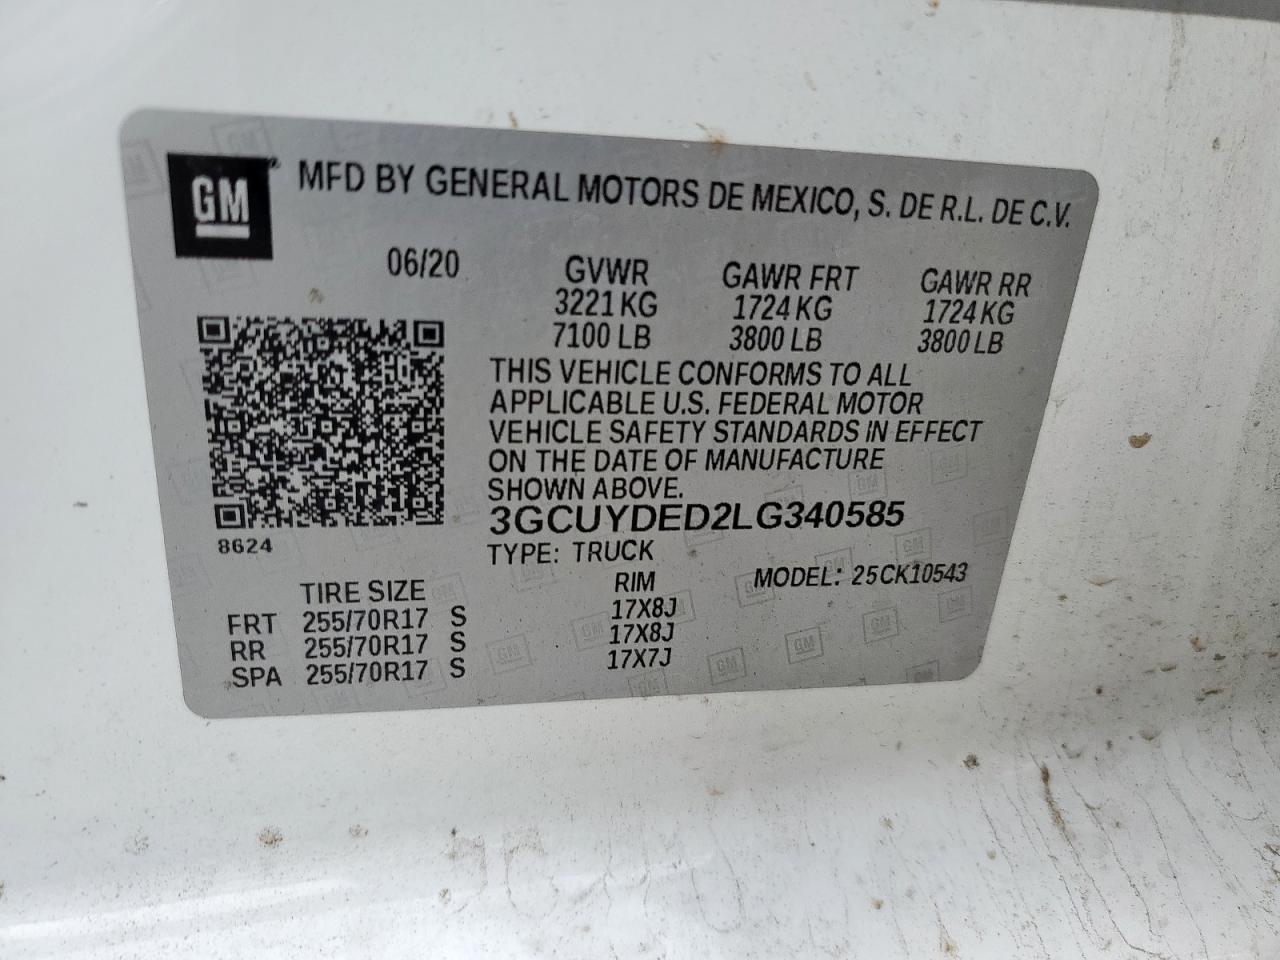 GM MFD BY GENERAL MOTORS DE MEXICO, S. DE R.L. DE C.V.
06/20
GVWR GAWR FRT GAWR RR
3221 KG 1724 KG 1724 KG
7100 LB 3800 LB 3800 LB
THIS VEHICLE CONFORMS TO ALL
APPLICABLE U.S. FEDERAL MOTOR
VEHICLE SAFETY STANDARDS IN EFFECT
ON THE DATE OF MANUFACTURE
SHOWN ABOVE.
3GCUYDED2LG340585
8624
TYPE: TRUCK
MODEL: 25CK10543
TIRE SIZE RIM
FRT 255/70R17 S 17X8J
RR 255/70R17 S 17X8J
SPA 255/70R17 S 17X7J